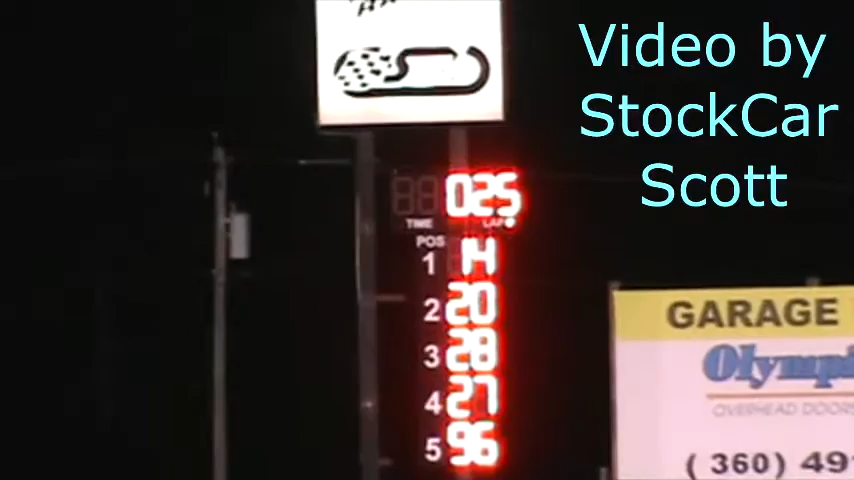 Video by
StockCar
Scott
025
TIME
LAP
POS
1 14
2 20
3 28
4 27
5 96
GARAGE
OVERHEAD DOORS
( 360) 49